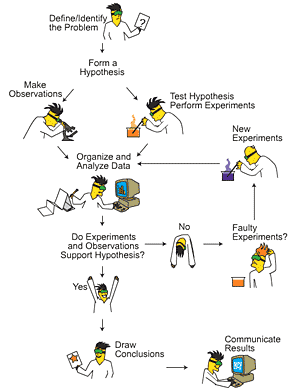 Define/Identify
the Problem
?
Form a
Hypothesis
Make
Observations
Test Hypothesis
Perform Experiments
New
Experiments
Organize and
Analyze Data
Do Experiments
and Observations
Support Hypothesis?
No
Faulty
Experiments?
Yes
Draw
Conclusions
Communicate
Results